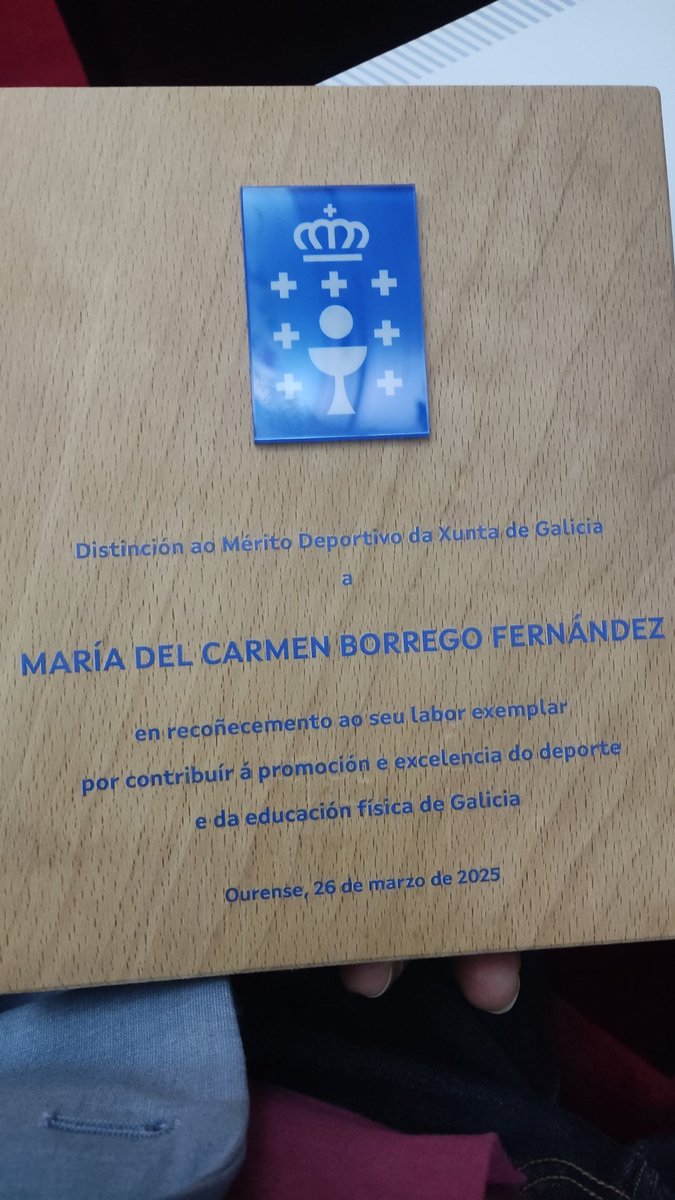 Distinción ao Mérito Deportivo da Xunta de Galicia
a
MARÍA DEL CARMEN BORREGO FERNÁNDEZ
en recoñecemento ao seu labor exemplar
por contribuír á promoción e excelencia do deporte
e da educación física de Galicia
Ourense, 26 de marzo de 2025